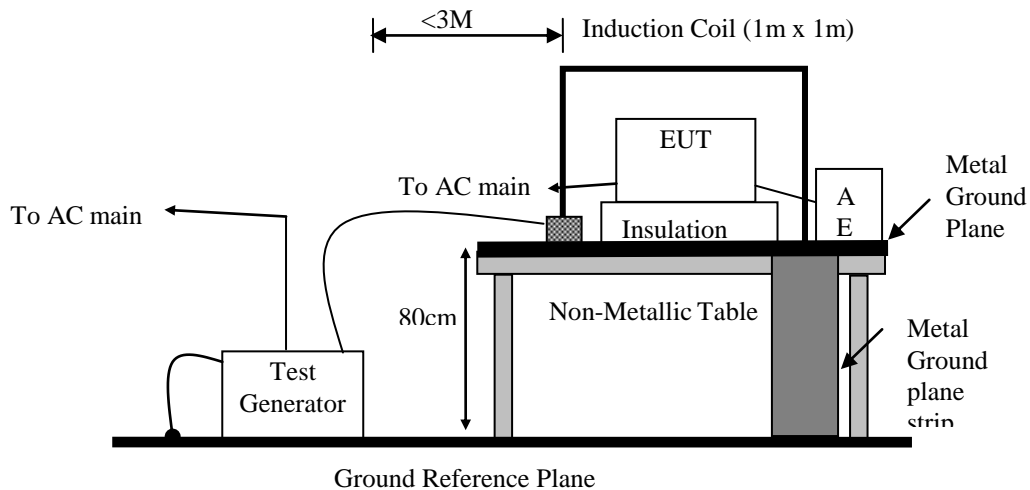 <3M
Induction Coil (1m x 1m)
EUT
To AC main
Metal
Ground
Plane
A
E
To AC main
Insulation
80cm
Non-Metallic Table
Metal
Ground
plane
strip
Test
Generator
Ground Reference Plane